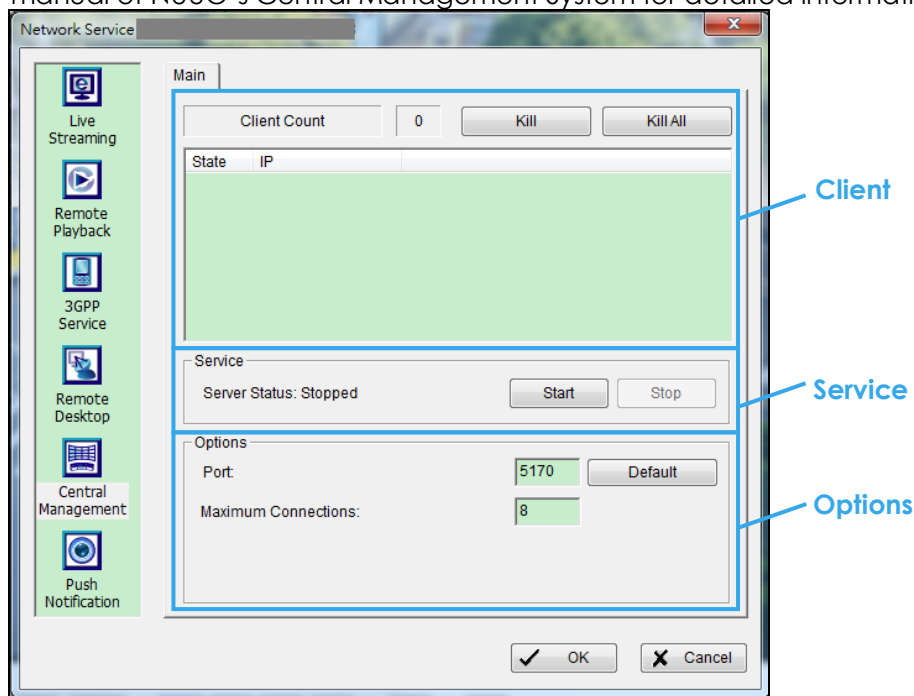 Network Service
Live
Streaming
Remote
Playback
3GPP
Service
Remote
Desktop
Central
Management
Push
Notification
Main
Client Count 0 Kill Kill All
State IP
Client
Service
Server Status: Stopped Start Stop
Service
Options
Port: 5170 Default
Maximum Connections: 8
Options
OK Cancel